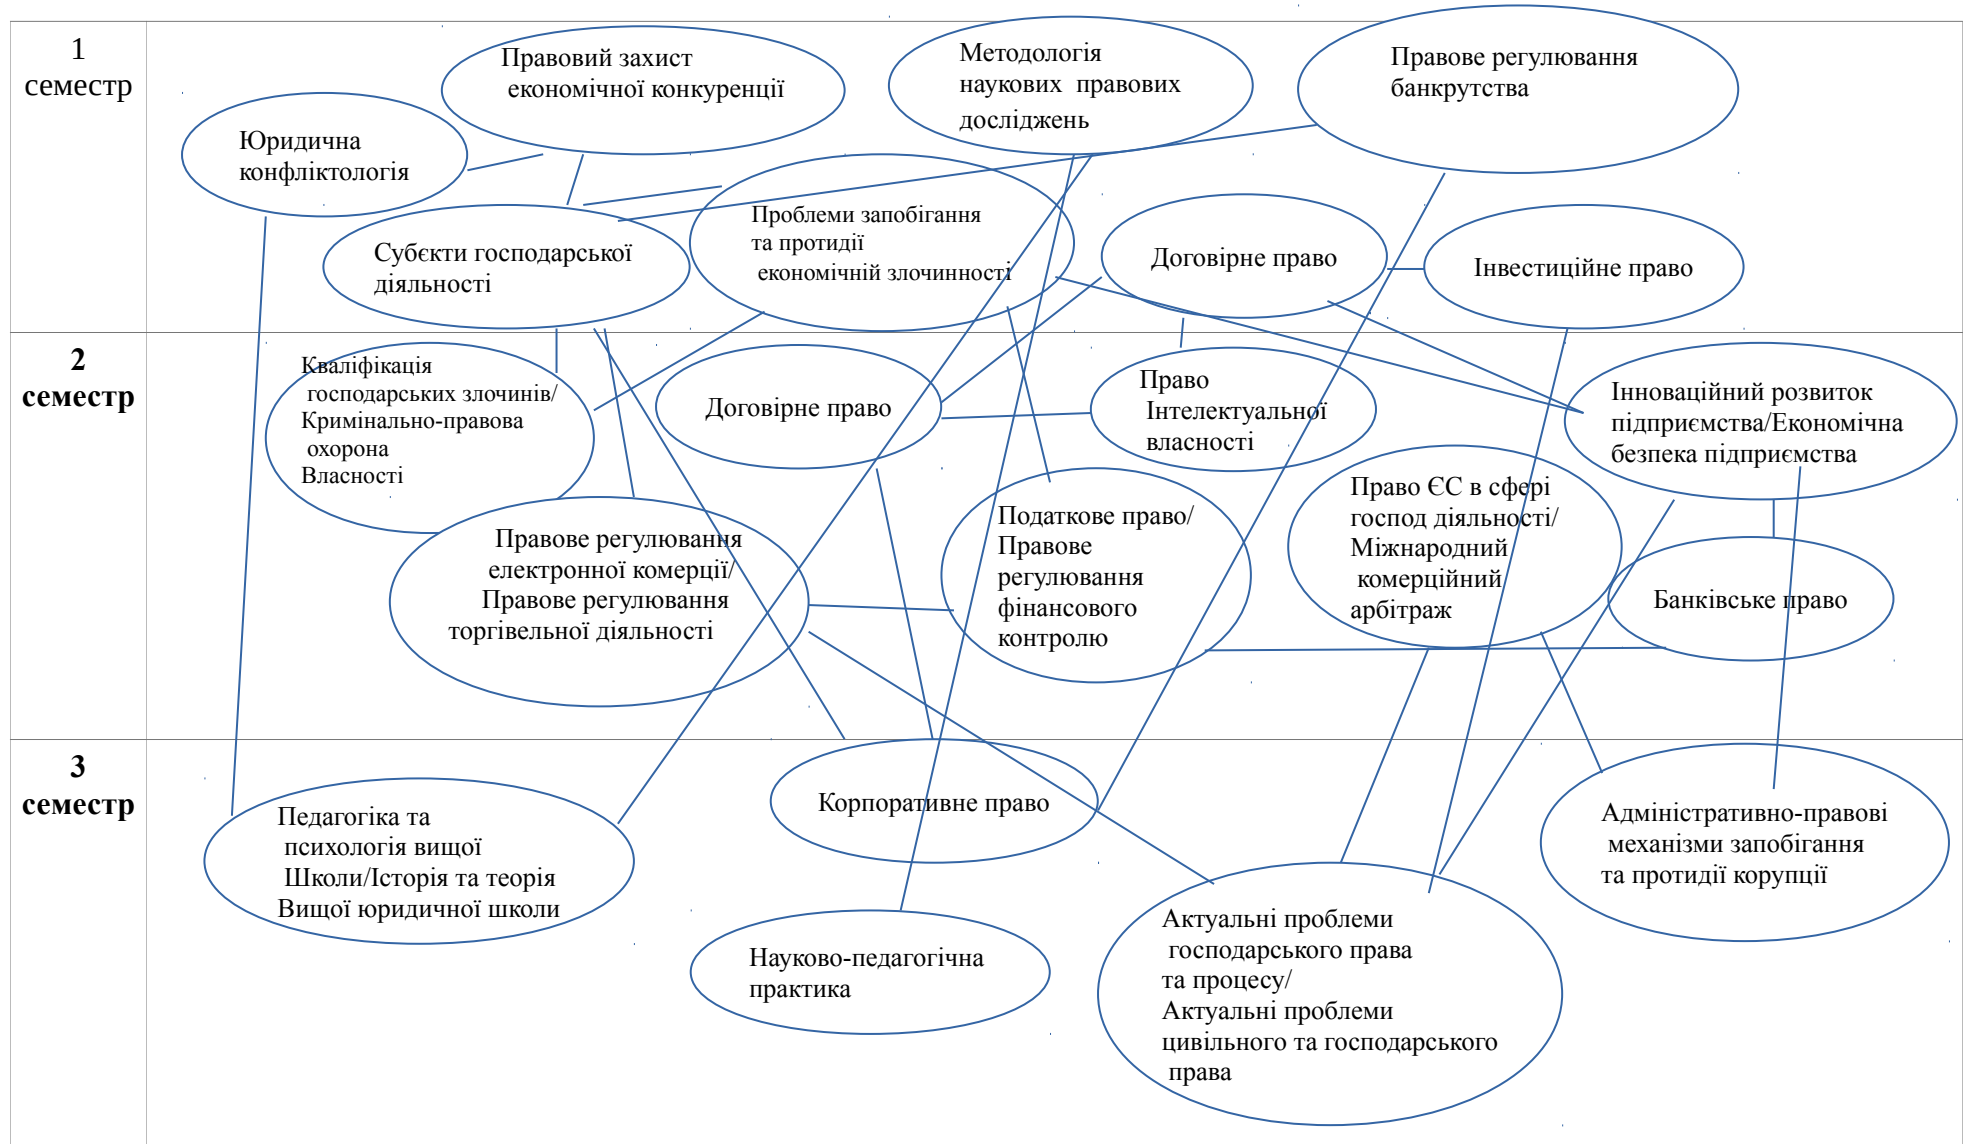 1
семестр
Правовий захист
економічної конкуренції
Методологія
наукових правових
досліджень
Правове регулювання
банкрутства
Юридична
конфліктологія
Субєкти господарської
діяльності
Проблеми запобігання
та протидії
економічній злочинності
Договірне право
Інвестиційне право
2
семестр
Кваліфікація
господарських злочинів/
Кримінально-правова
охорона
Власності
Договірне право
Право
Інтелектуальної
власності
Інноваційний розвиток
підприємства/Економічна
безпека підприємства
Правове регулювання
електронної комерції/
Правове регулювання
торгівельної діяльності
Податкове право/
Правове
регулювання
фінансового
контролю
Право ЄС в сфері
господ діяльності/
Міжнародний
комерційний
арбітраж
Банківське право
3
семестр
Педагогіка та
психологія вищої
Школи/Історія та теорія
Вищої юридичної школи
Корпоративне право
Науково-педагогічна
практика
Актуальні проблеми
господарського права
та процесу/
Актуальні проблеми
цивільного та господарського
права
Адміністративно-правові
механізми запобігання
та протидії корупції